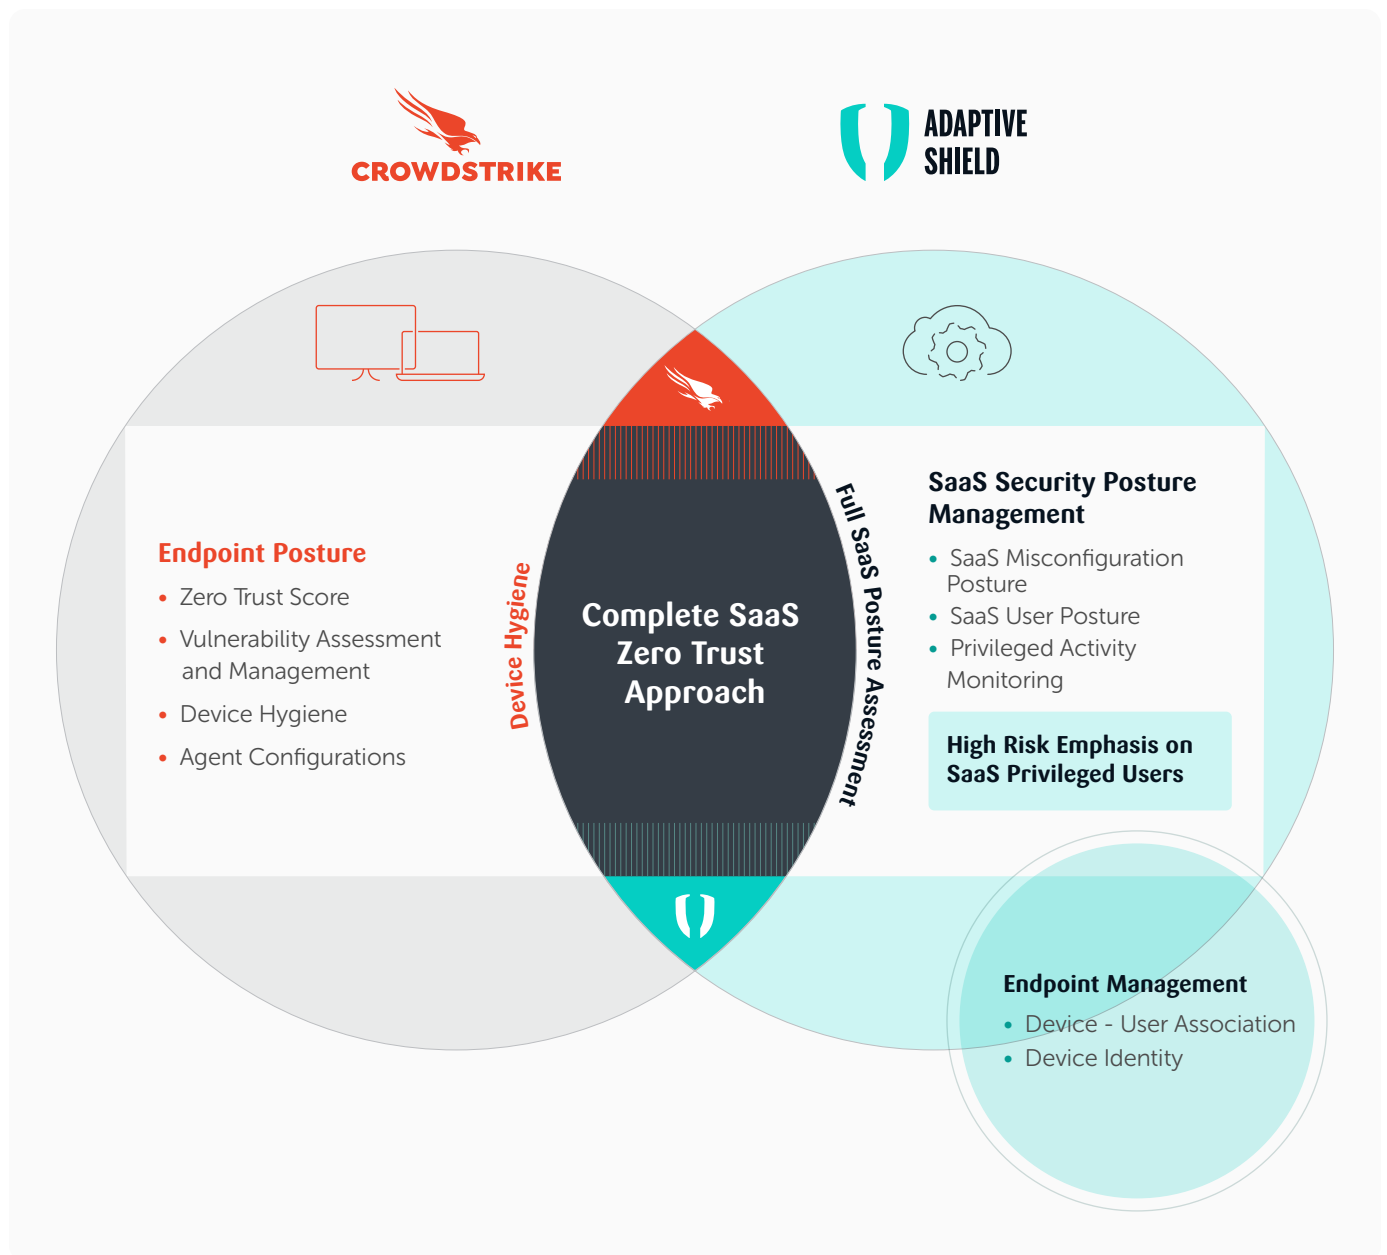 CROWDSTRIKE
ADAPTIVE
SHIELD
Endpoint Posture
• Zero Trust Score
• Vulnerability Assessment
and Management
• Device Hygiene
• Agent Configurations
Device Hygiene
Complete SaaS
Zero Trust
Approach
Full SaaS Posture Assessment
SaaS Security Posture
Management
• SaaS Misconfiguration
Posture
• SaaS User Posture
• Privileged Activity
Monitoring
High Risk Emphasis on
SaaS Privileged Users
Endpoint Management
• Device - User Association
• Device Identity